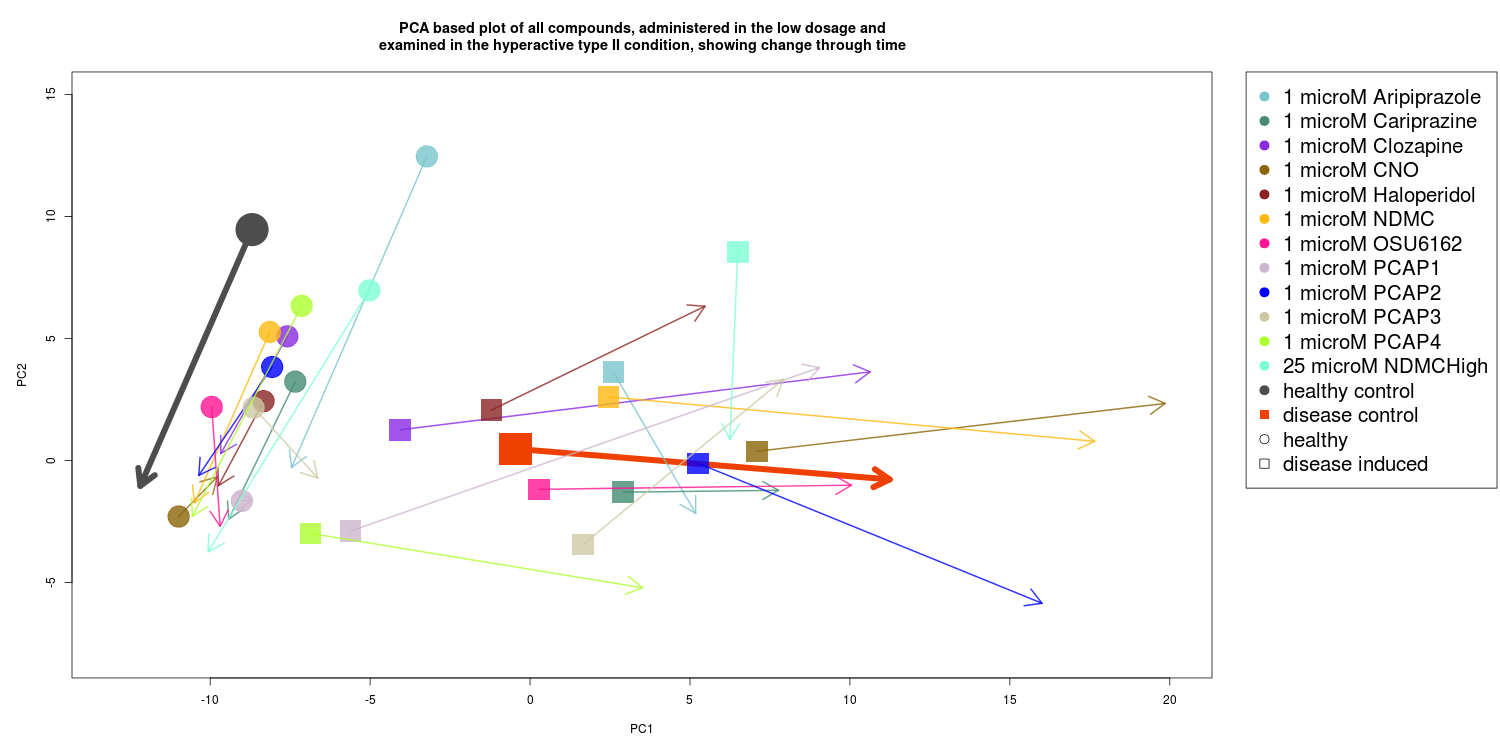 PCA based plot of all compounds, administered in the low dosage and
examined in the hyperactive type II condition, showing change through time
15
10
5
0
-5
PC2
-10
-5
0
5
10
15
20
PC1
1 microM Aripiprazole
1 microM Cariprazine
1 microM Clozapine
1 microM CNO
1 microM Haloperidol
1 microM NDMC
1 microM OSU6162
1 microM PCAP1
1 microM PCAP2
1 microM PCAP3
1 microM PCAP4
25 microM NDMCHigh
healthy control
disease control
healthy
disease induced